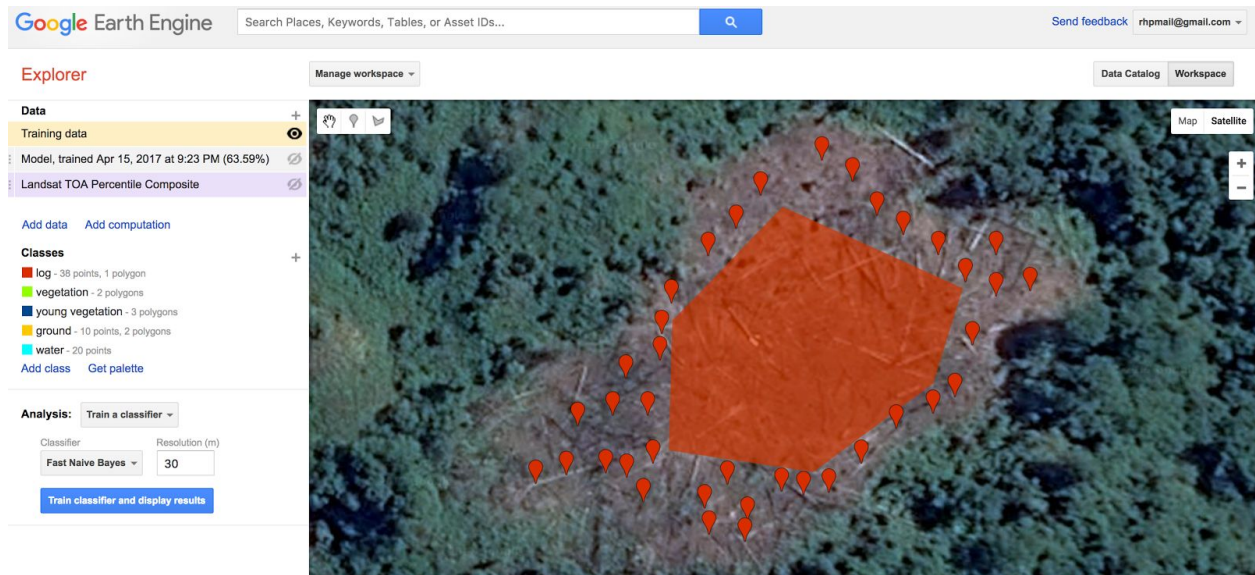 Google Earth Engine
Search Places, Keywords, Tables, or Asset IDs...
Send feedback
rhpmail@gmail.com
Explorer
Manage workspace
Data Catalog
Workspace
Data
Training data
Model, trained Apr 15, 2017 at 9:23 PM (63.59%)
Landsat TOA Percentile Composite
Add data Add computation
Classes
log - 38 points, 1 polygon
vegetation - 2 polygons
young vegetation - 3 polygons
ground - 10 points, 2 polygons
water - 20 points
Add class Get palette
Analysis: Train a classifier
Classifier Resolution (m)
Fast Naive Bayes 30
Train classifier and display results
Map Satellite
+
−